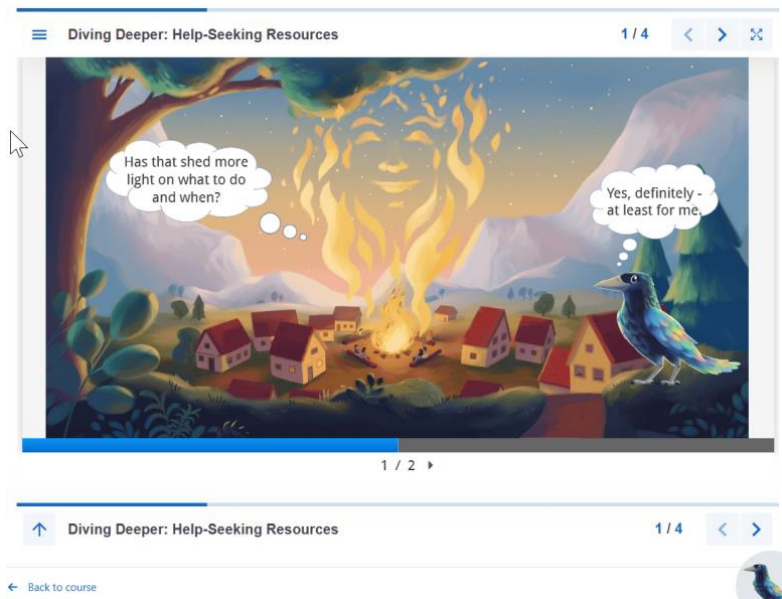 Diving Deeper: Help-Seeking Resources
1 / 4
Has that shed more
light on what to do
and when?
Yes, definitely -
at least for me.
1 / 2
Diving Deeper: Help-Seeking Resources
1 / 4
Back to course